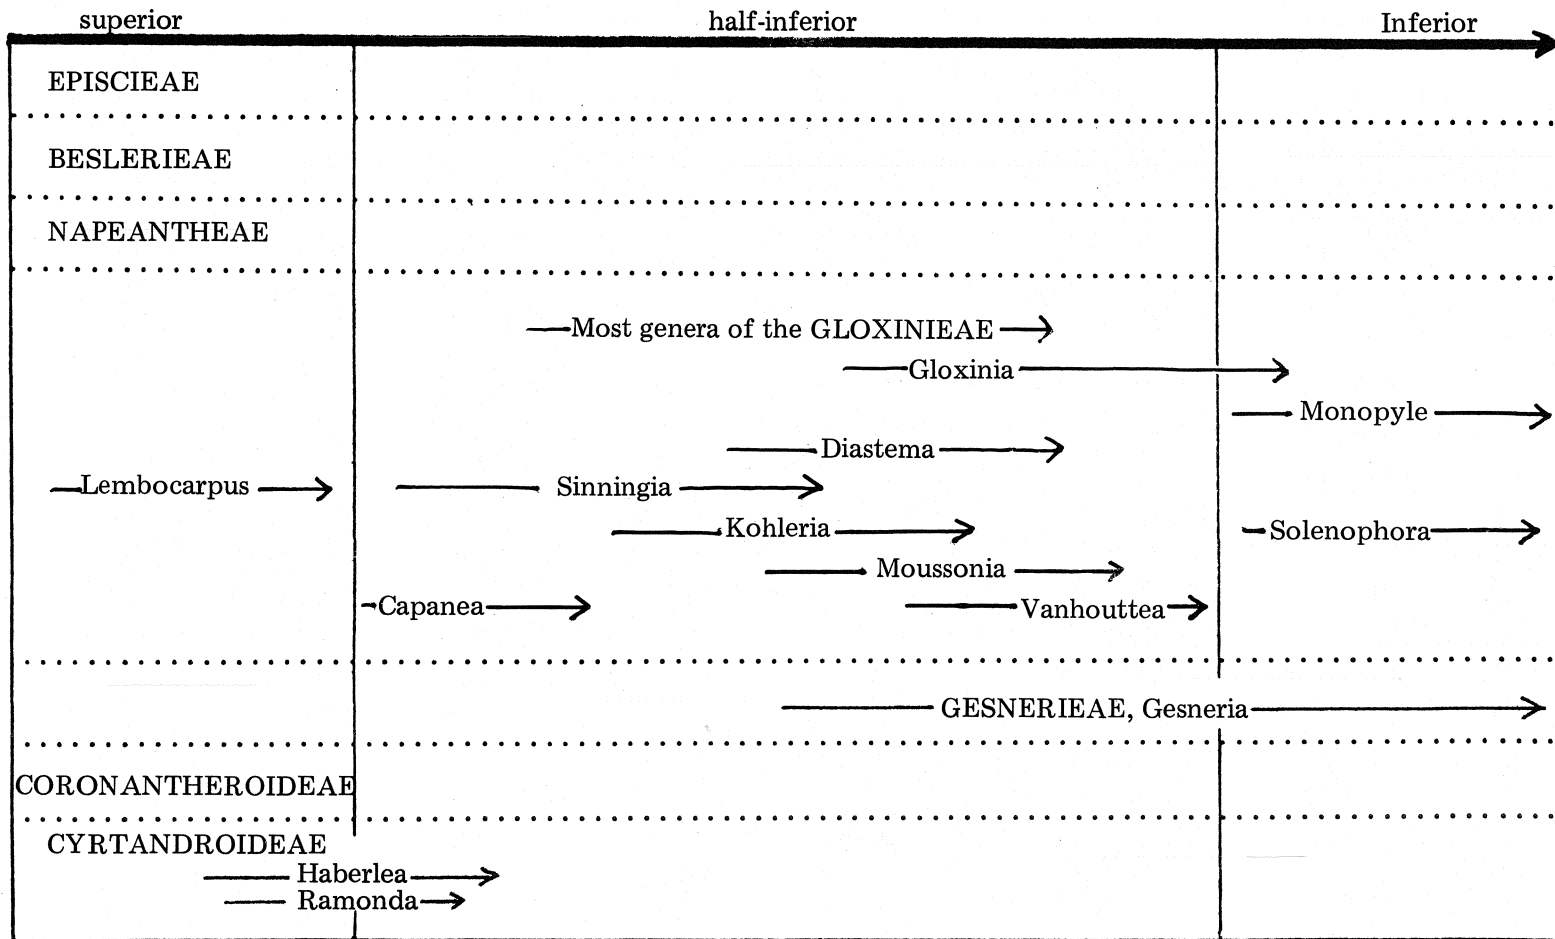 superior half-inferior Inferior
EPISCIEAE
BESLERIEAE
NAPEANTHEAE
Most genera of the GLOXINIEAE
Gloxinia
Monopyle
Diastema
Lembocarpus Sinningia
Kohleria Solenophora
Moussonia
Capanea Vanhouttea
GESNERIEAE, Gesneria
CORONANTHEROIDEAE
CYRTANDROIDEAE
Haberlea
Ramonda